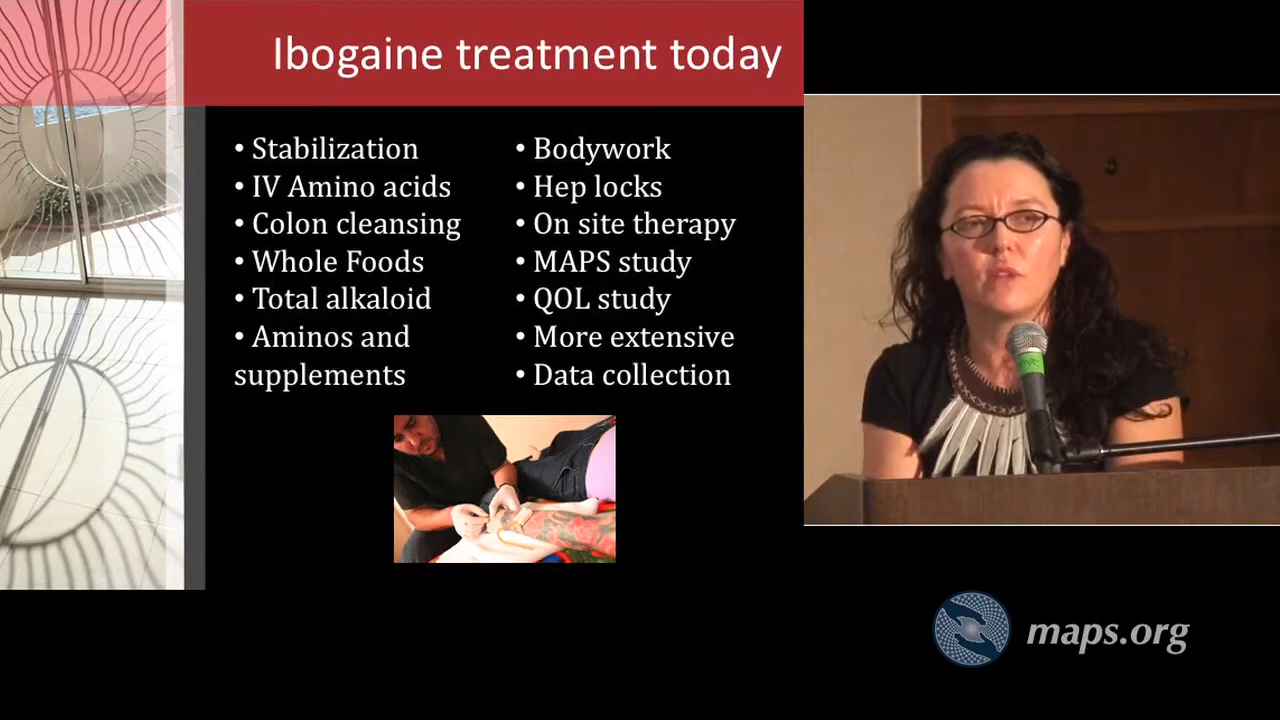 Ibogaine treatment today
• Stabilization
• IV Amino acids
• Colon cleansing
• Whole Foods
• Total alkaloid
• Aminos and
supplements
• Bodywork
• Hep locks
• On site therapy
• MAPS study
• QOL study
• More extensive
• Data collection
maps.org